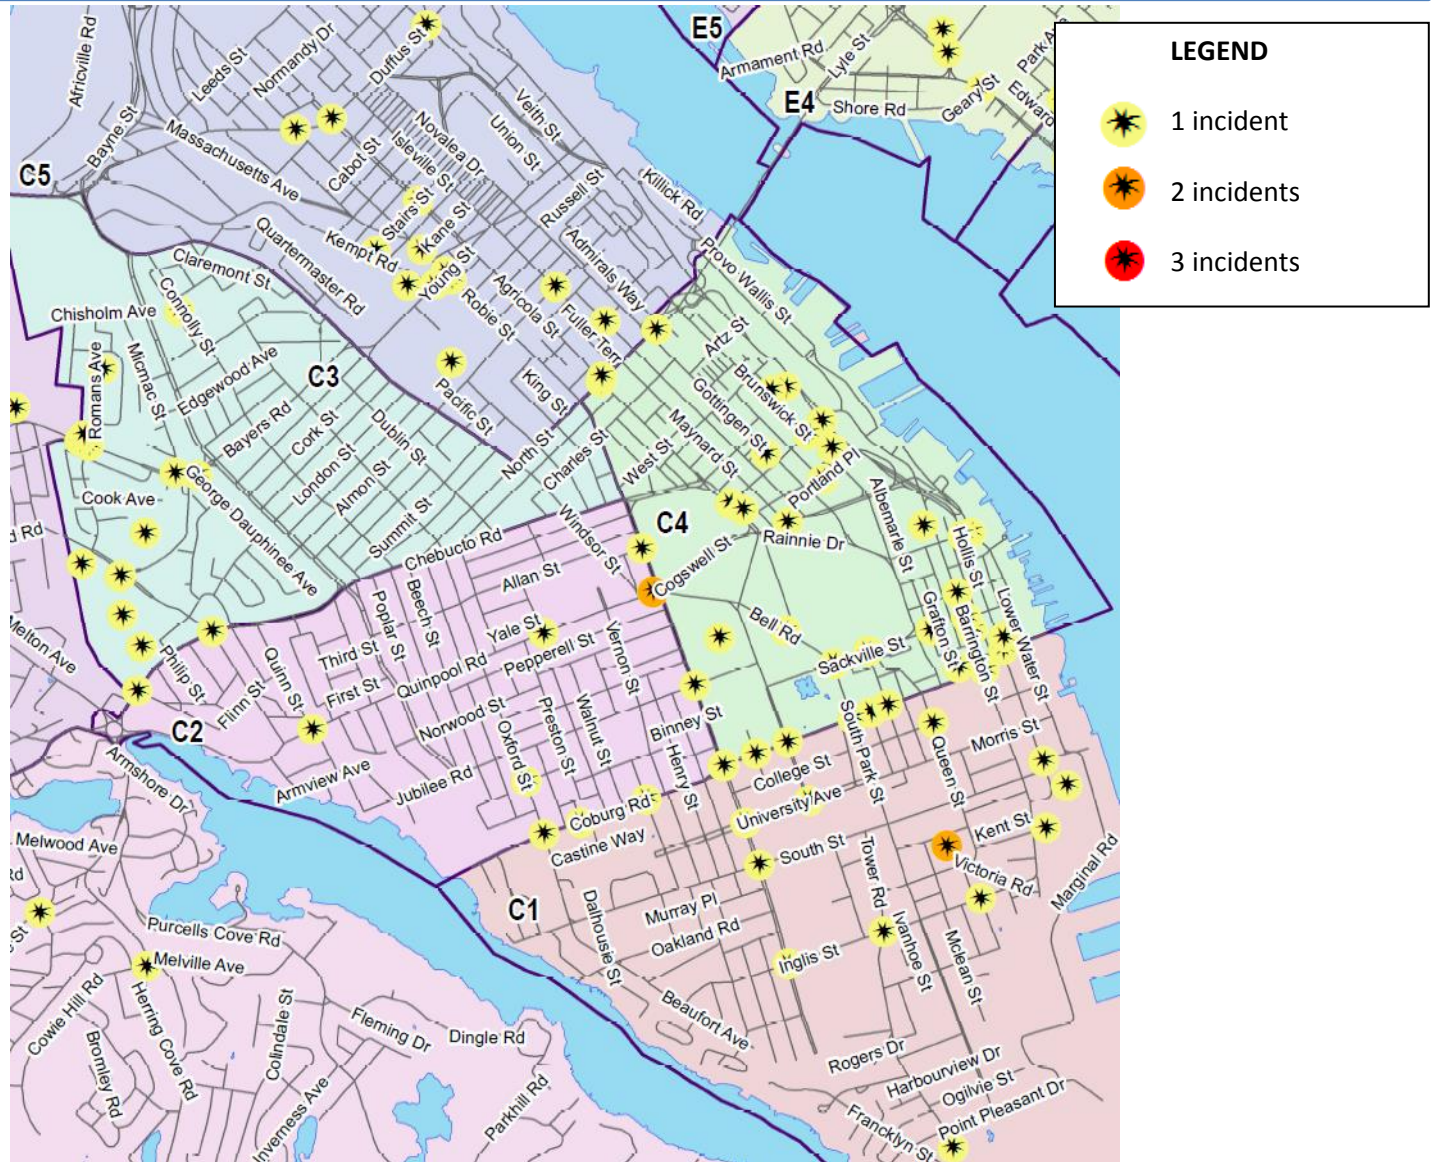 E5
LEGEND
1 incident
2 incidents
3 incidents
Africville Rd
Leeds St
Normandy Dr
Duffus St
Armament Rd
Lyle St
Park
E4
Shore Rd
Geary St
Edward
Bayne St
Massachusetts Ave
Cabot St
Isleville St
Novalea Dr
Union St
Veith St
C5
Stairs St
Kane St
Russell St
Killick Rd
Kempt Rd
Young St
Quartermaster Rd
Claremont St
Admirals Way
Provo Wallis St
Robie St
Agricola St
Fuller Terr
Chisholm Ave
Connolly St
Micmac St
Romans Ave
Edgewood Ave
C3
Artz St
Brunswick St
Gottingen St
Maynard St
Pacific St
King St
Bayers Rd
Cork St
Dublin St
London St
Almon St
North St
Charles St
West St
Portland Pl
George Dauphinee Ave
Cook Ave
Summit St
Chebucto Rd
Windsor St
C4
Rainnie Dr
Albemarle St
Hollis St
d Rd
Allan St
Cogswell St
Poplar St
Beech St
Yale St
Pepperell St
Vernon St
Bell Rd
Grafton St
Barrington St
Lower Water St
Sackville St
Melton Ave
Philip St
Quinn St
Third St
First St
Quinpool Rd
Flinn St
C2
Norwood St
Oxford St
Preston St
Walnut St
Binney St
Henry St
South Park St
Queen St
Morris St
Armshore Dr
Armview Ave
Jubilee Rd
College St
Coburg Rd
University Ave
Castine Way
South St
Tower Rd
Kent St
Victoria Rd
Marginal Rd
Melwood Ave
Rd
C1
Dalhousie St
Murray Pl
Oakland Rd
Ivanhoe St
Mclean St
St
Purcells Cove Rd
Melville Ave
Inglis St
Cowie Hill Rd
Herring Cove Rd
Colindale St
Fleming Dr
Dingle Rd
Beaufort Ave
Bromley Rd
Inverness Ave
Parkhill Rd
Rogers Dr
Harbourview Dr
Ogilvie St
Point Pleasant Dr
Francklyn St